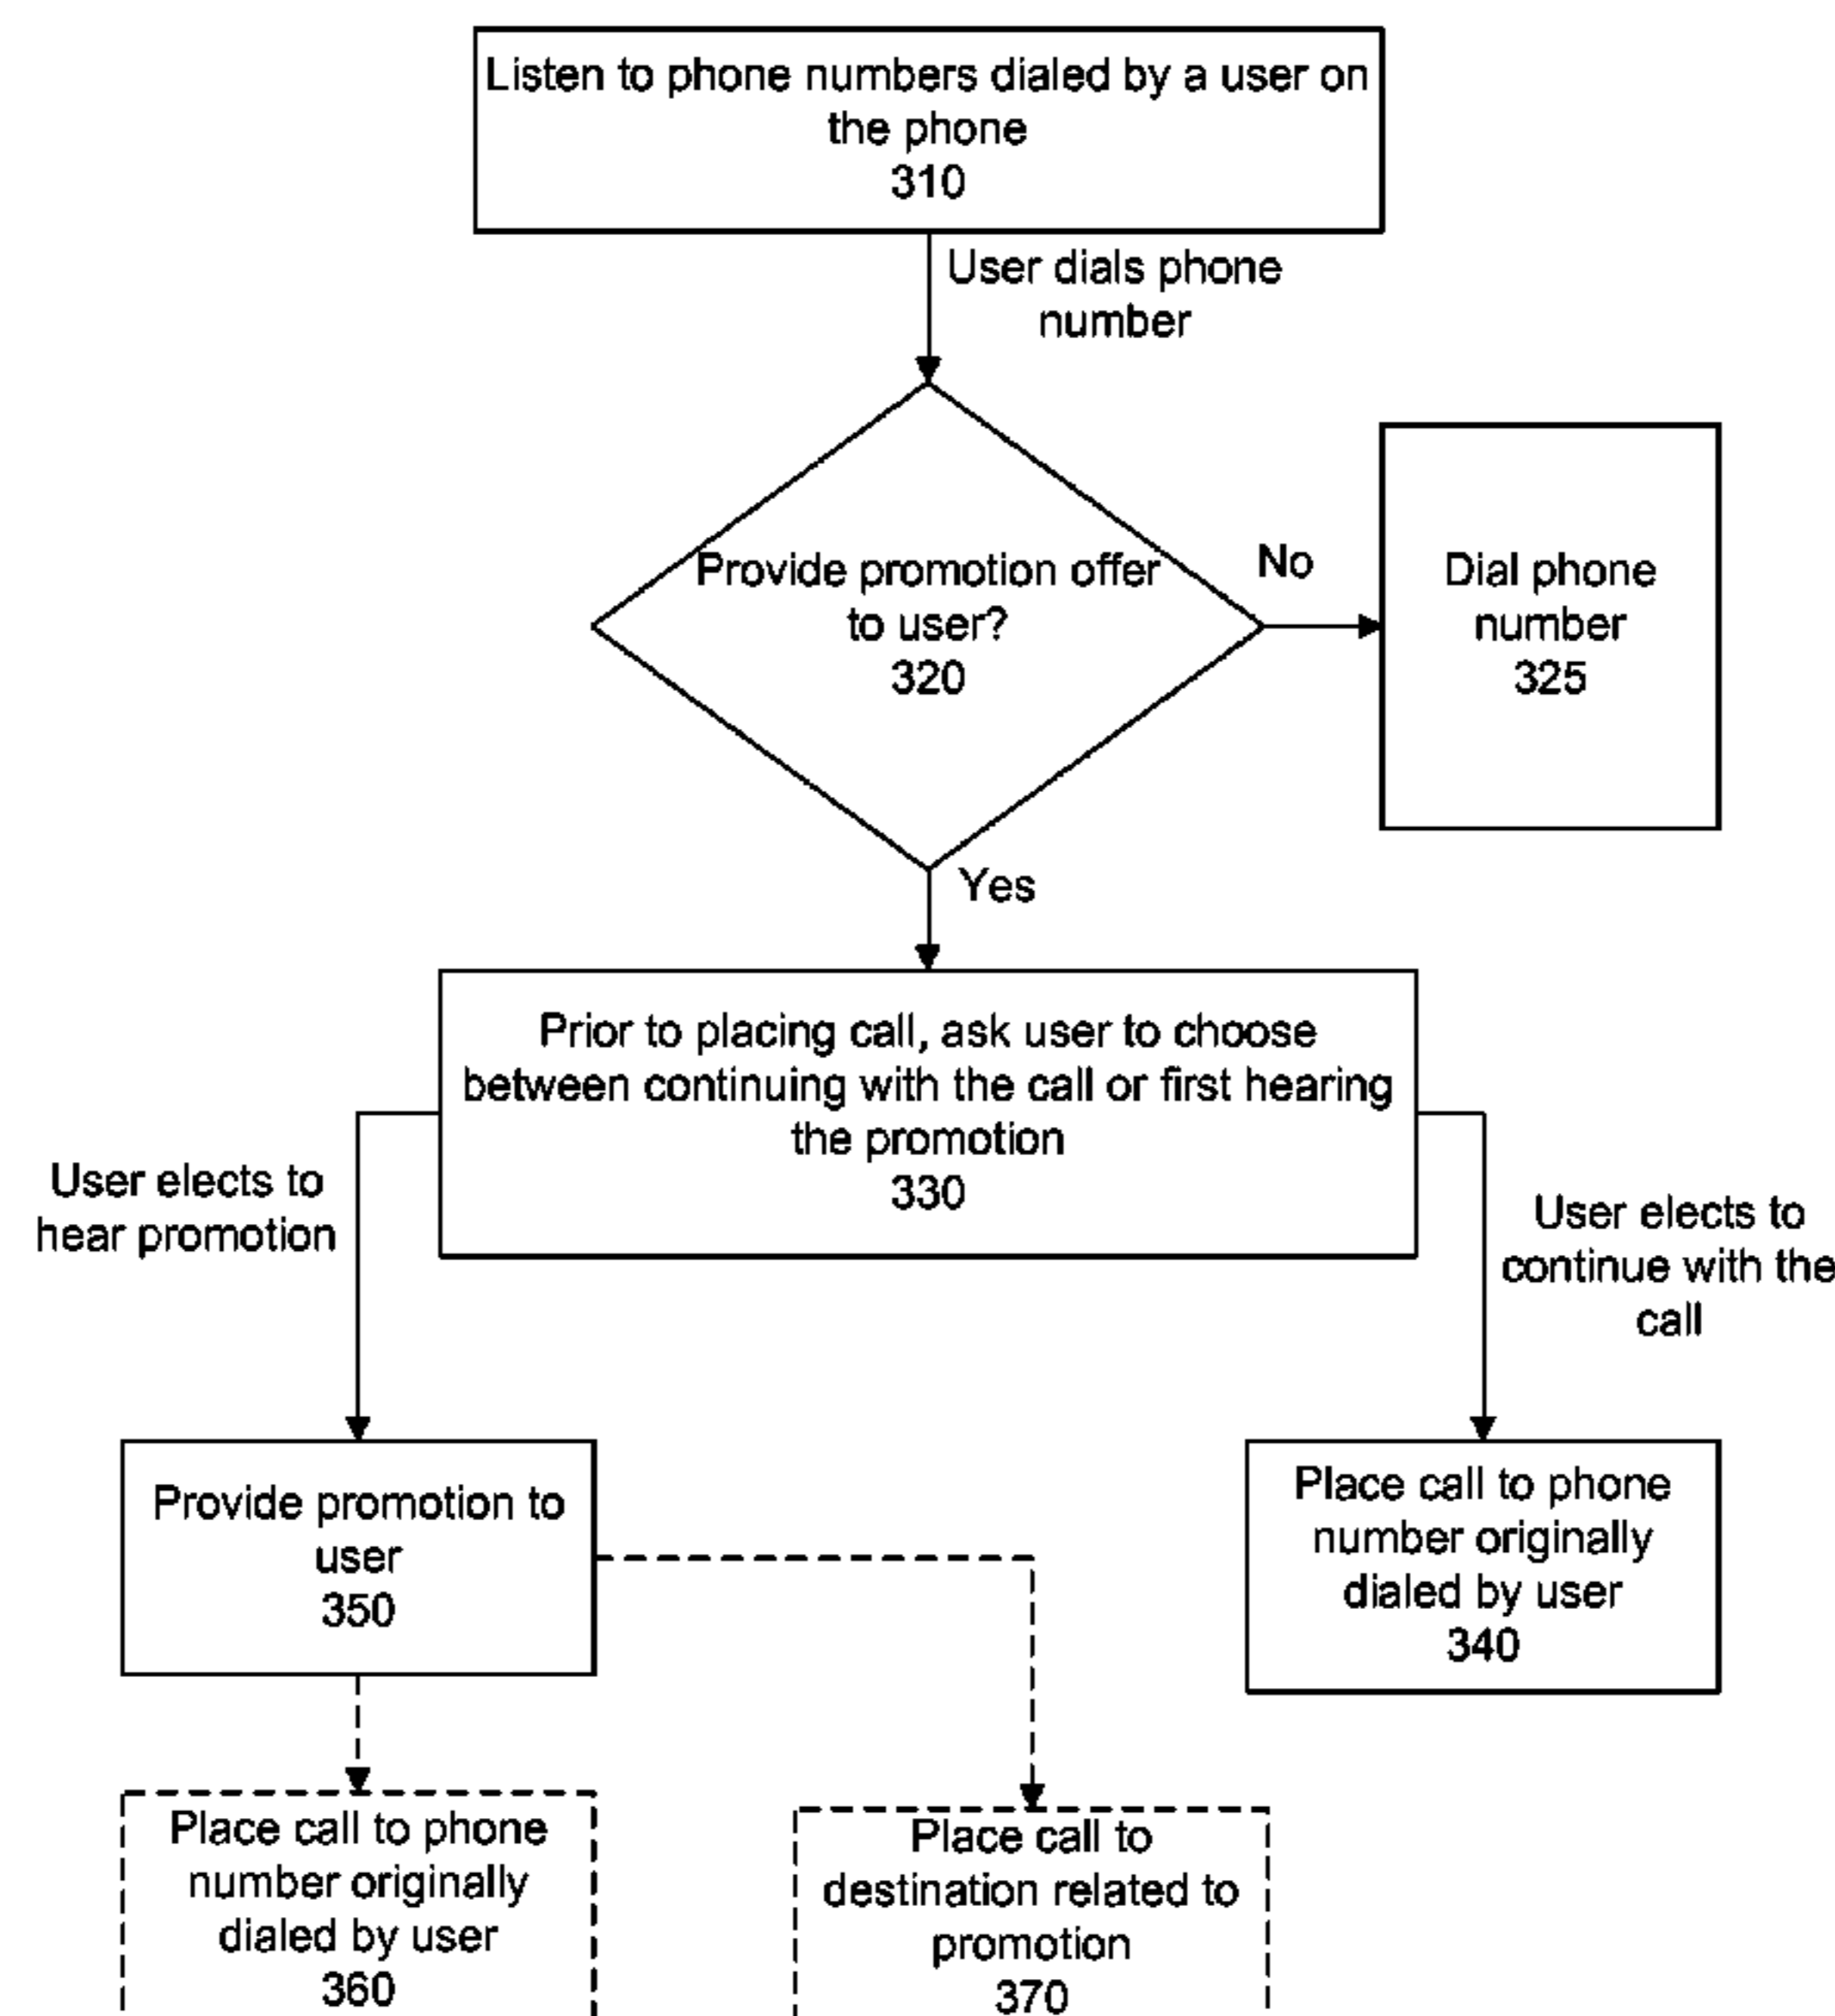 Listen to phone numbers dialed by a user on
the phone
310
User dials phone
number
Provide promotion offer
to user?
320
No
Dial phone
number
325
Yes
Prior to placing call, ask user to choose
between continuing with the call or first hearing
the promotion
330
User elects to
hear promotion
User elects to
continue with the
call
Provide promotion to
user
350
Place call to phone
number originally
dialed by user
340
Place call to phone
number originally
dialed by user
360
Place call to
destination related to
promotion
370